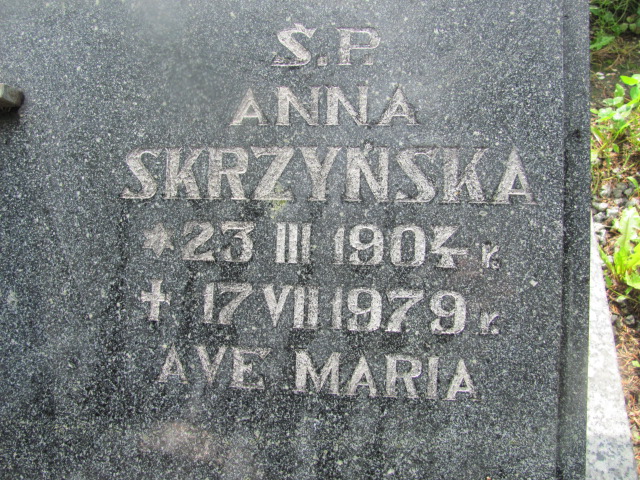 Ś.P.
ANNA
SKRZYŃSKA
* 23 III 1904 r.
✝ 17 VII 1979 r.
AVE MARIA